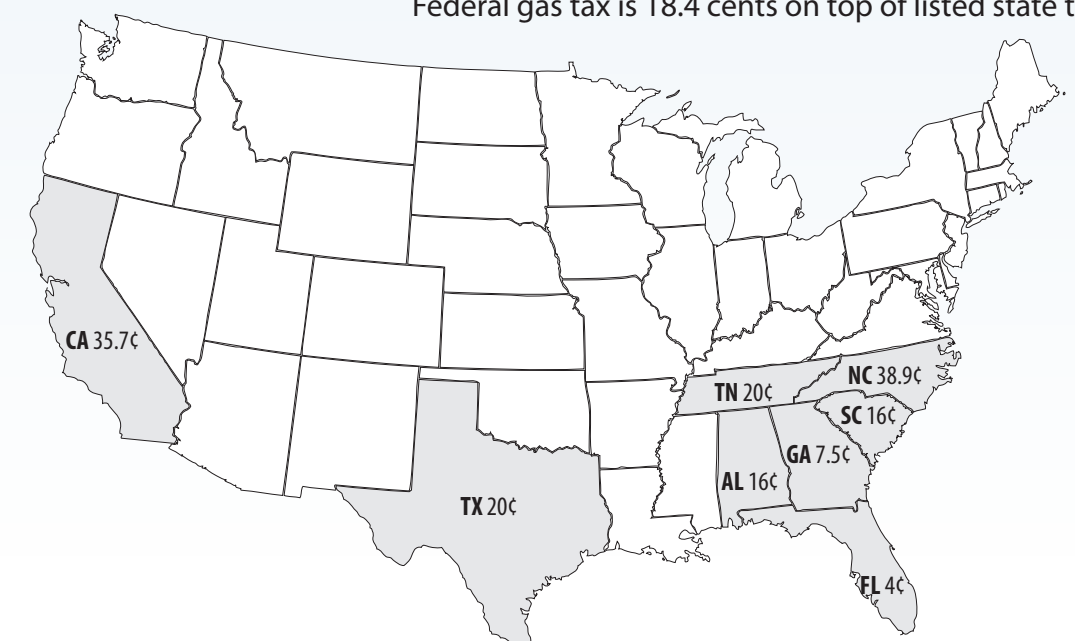 Federal gas tax is 18.4 cents on top of listed state
CA 35.7¢
TN 20¢
NC 38.9¢
SC 16¢
GA 7.5¢
AL 16¢
TX 20¢
FL 4¢